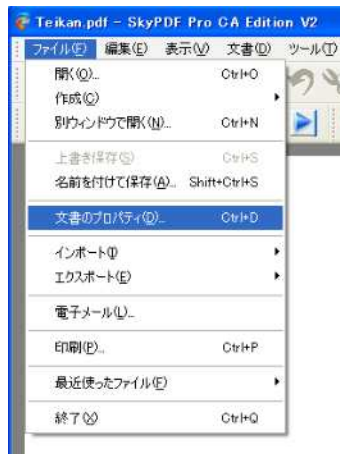 Teikan.pdf - SkyPDF Pro CA Edition V2
ファイル(F) 編集(E) 表示(V) 文書(D) ツール(T)
開く(O)... Ctrl+O
作成(C)
別ウィンドウで開く(N)... Ctrl+N
上書き保存(S) Ctrl+S
名前を付けて保存(A)... Shift+Ctrl+S
文書のプロパティ(D)... Ctrl+D
インポート(I)
エクスポート(E)
電子メール(L)...
印刷(P)... Ctrl+P
最近使ったファイル(F)
終了(X) Ctrl+Q